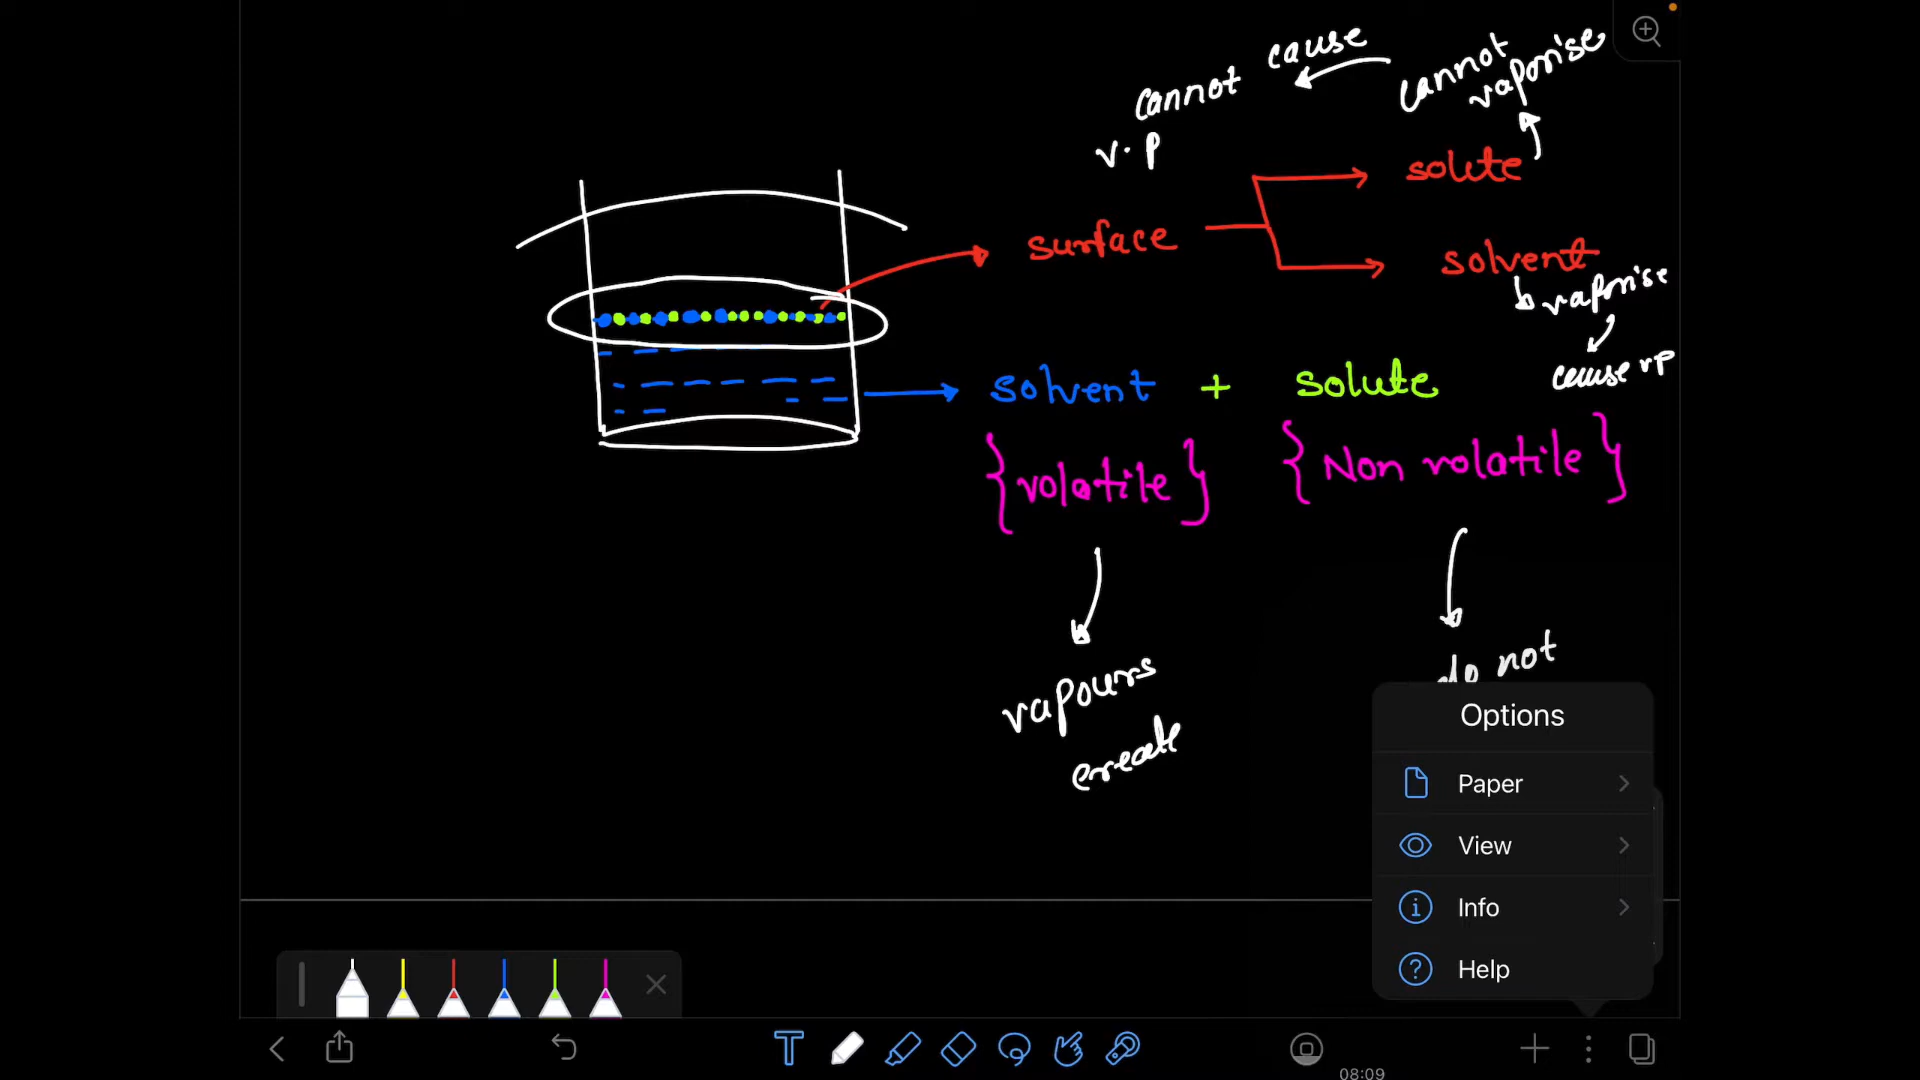 cause
cannot
vaporise
cannot
v.p
solute
surface
solvent
vaporise
cause vp
solvent + solute
{volatile} {Non volatile}
do not
vapours
create
Options
Paper
View
Info
Help
T
08:09